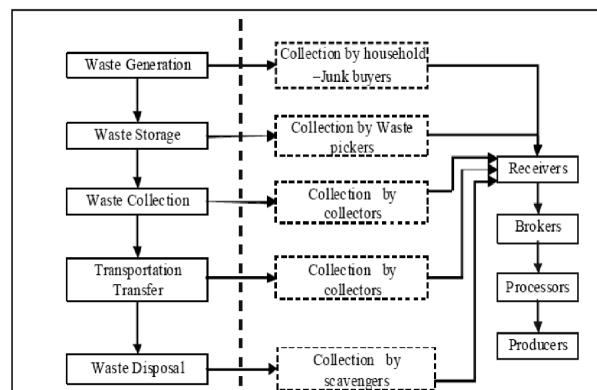 Waste Generation
Collection by household
–Junk buyers
Waste Storage
Collection by Waste
pickers
Receivers
Waste Collection
Collection by
collectors
Brokers
Transportation
Transfer
Collection by
collectors
Processors
Producers
Waste Disposal
Collection by
scavengers